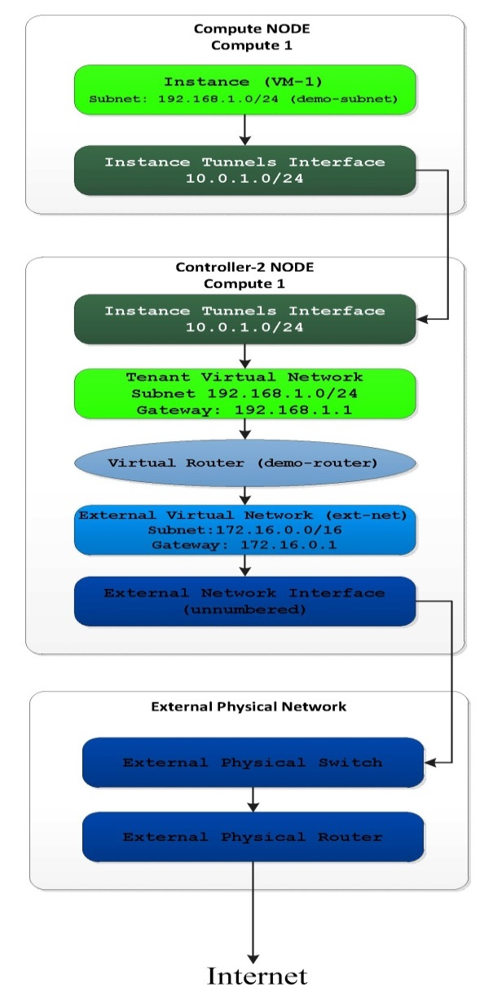 Compute NODE
Compute 1
Instance (VM-1)
Subnet: 192.168.1.0/24 (demo-subnet)
Instance Tunnels Interface
10.0.1.0/24
Controller-2 NODE
Compute 1
Instance Tunnels Interface
10.0.1.0/24
Tenant Virtual Network
Subnet 192.168.1.0/24
Gateway: 192.168.1.1
Virtual Router (demo-router)
External Virtual Network (ext-net)
Subnet:172.16.0.0/16
Gateway: 172.16.0.1
External Network Interface
(unnumbered)
External Physical Network
External Physical Switch
External Physical Router
Internet